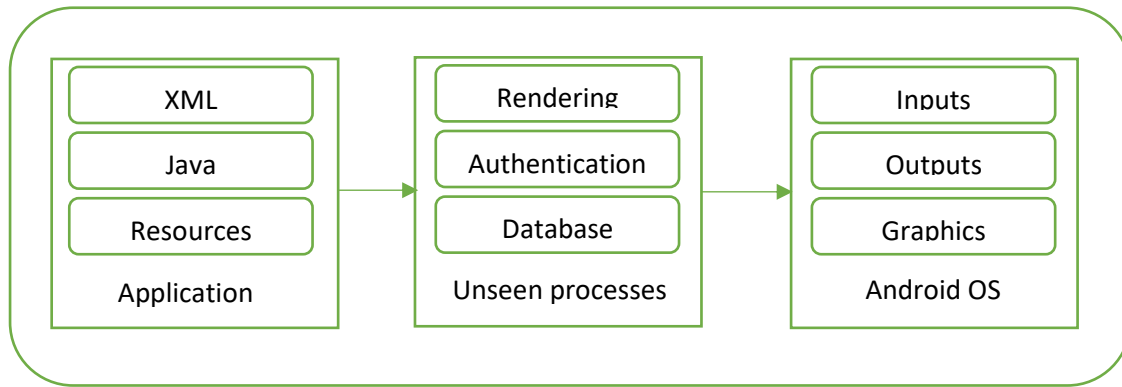 XML
Java
Resources
Application
Rendering
Authentication
Database
Unseen processes
Inputs
Outputs
Graphics
Android OS